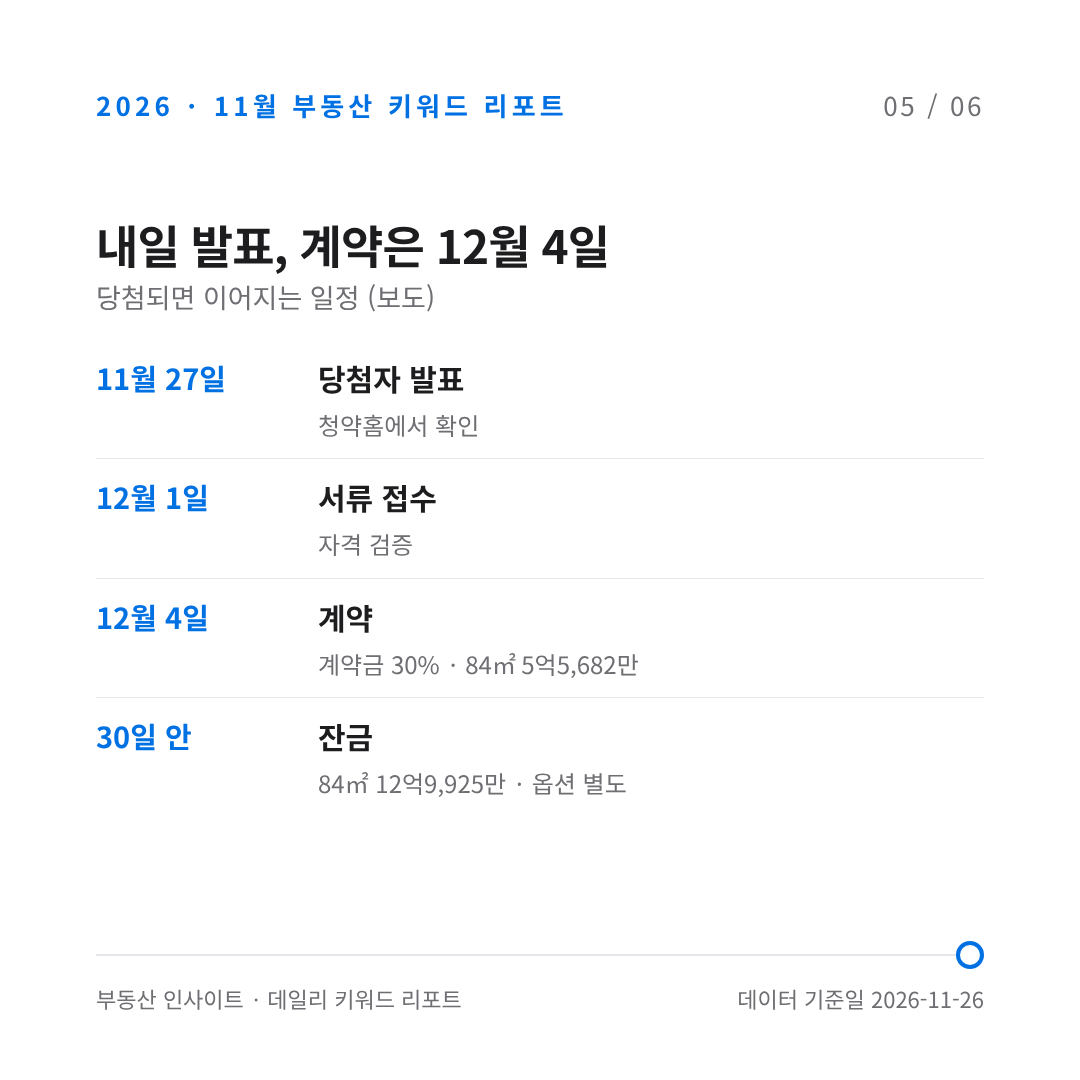 2026 · 11월 부동산 키워드 리포트
05 / 06
내일 발표, 계약은 12월 4일
당첨되면 이어지는 일정 (보도)
11월 27일
당첨자 발표
청약홈에서 확인
12월 1일
서류 접수
자격 검증
12월 4일
계약
계약금 30% · 84㎡ 5억5,682만
30일 안
잔금
84㎡ 12억9,925만 · 옵션 별도
부동산 인사이트 · 데일리 키워드 리포트
데이터 기준일 2026-11-26